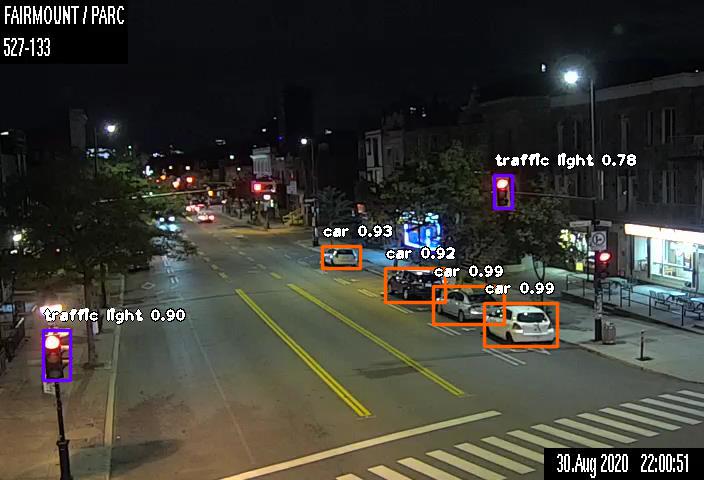 FAIRMOUNT / PARC
527-133
traffic light 0.78
car 0.93
car 0.92
car 0.99
car 0.99
traffic light 0.90
30.Aug 2020 22:00:51